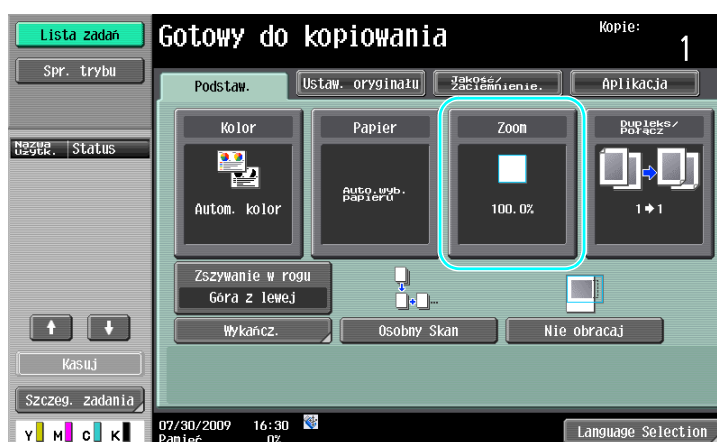 Lista zadań
Gotowy do kopiowania
Kopie:
1
Spr. trybu
Podstaw.
Ustaw. oryginału
Jakość/
zaciemnienie.
Aplikacja
Nazwa
użytk.
Status
Kolor
Papier
Zoom
Dupleks/
Połącz
Auto.wyb.
papieru
Autom. kolor
100.0%
1 → 1
Zszywanie w rogu
Góra z lewej
Wykańcz.
Osobny Skan
Nie obracaj
Kasuj
Szczeg. zadania
Y M C K
07/30/2009 16:30
Pamięć 0%
Language Selection